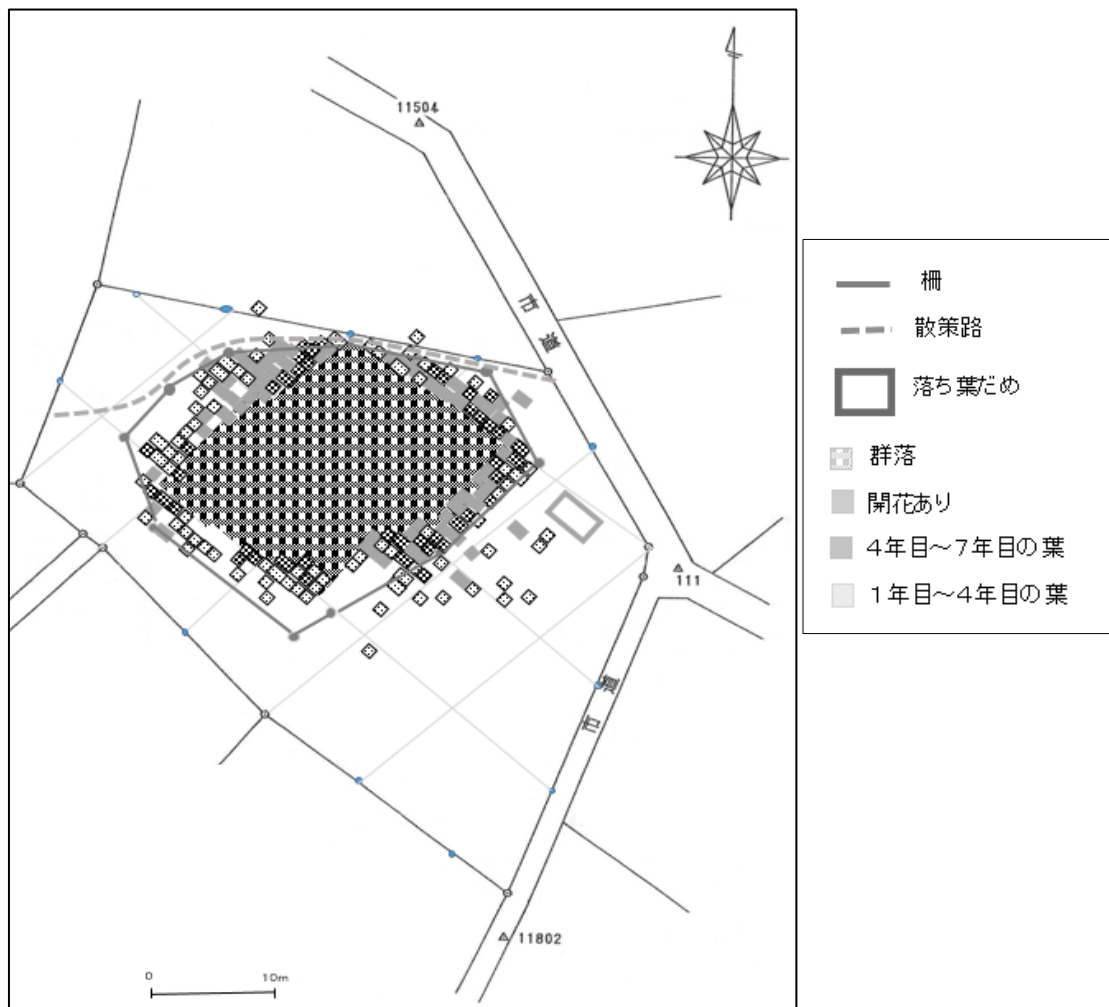 11504
市道
111
市道
11802
0 10m
柵
散策路
落ち葉だめ
群落
開花あり
4年目～7年目の葉
1年目～4年目の葉